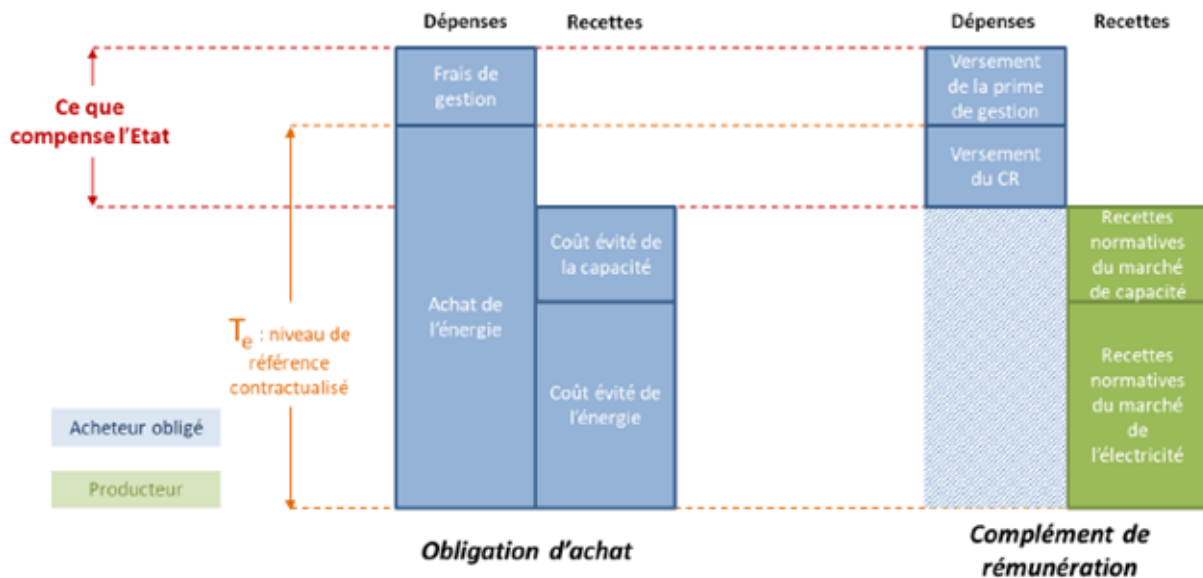 Dépenses
Recettes
Dépenses
Recettes
Ce que
compense l'Etat
Frais de
gestion
Versement
de la prime
de gestion
Versement
du CR
Te : niveau de
référence
contractualisé
Achat de
l'énergie
Coût évité de
la capacité
Coût évité de
l'énergie
Recettes
normatives
du marché
de capacité
Recettes
normatives
du marché
de
l'électricité
Acheteur obligé
Producteur
Obligation d'achat
Complément de
rémunération